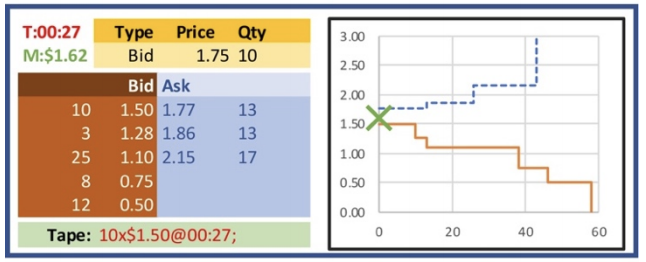 T:00:27 Type Price Qty
M:$1.62 Bid 1.75 10
Bid Ask
10 1.50 1.77 13
3 1.28 1.86 13
25 1.10 2.15 17
8 0.75
12 0.50
Tape: 10x$1.50@00:27;
3.00
2.50
2.00
1.50
1.00
0.50
0.00
0 20 40 60